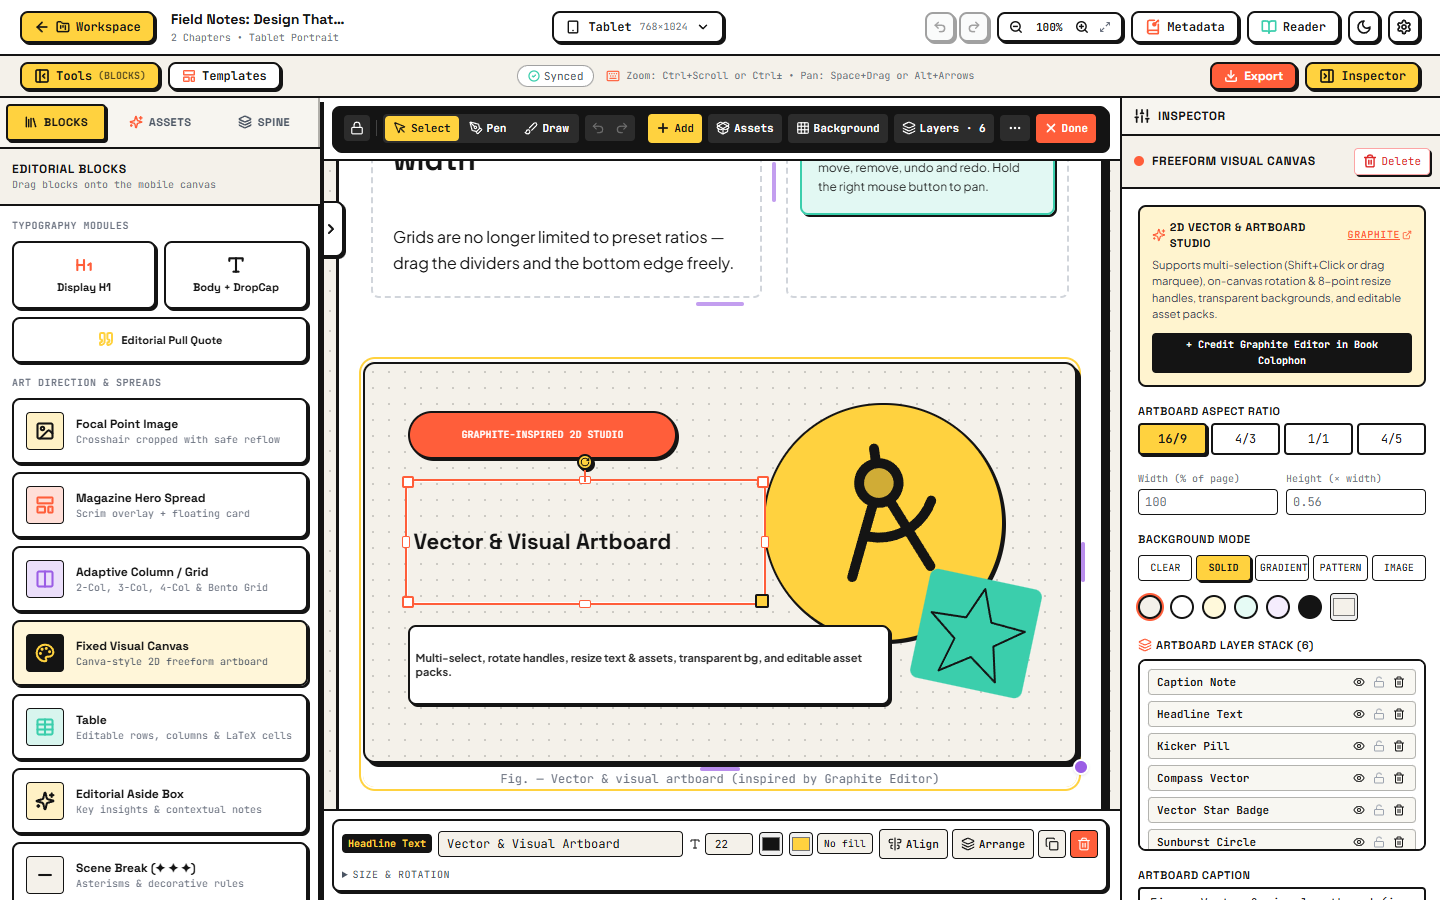 Workspace
Field Notes: Design That...
2 Chapters • Tablet Portrait
Tablet 768×1024
100%
Metadata
Reader
Tools (BLOCKS)
Templates
Synced
Zoom: Ctrl+Scroll or Ctrl± • Pan: Space+Drag or Alt+Arrows
Export
Inspector
BLOCKS
ASSETS
SPINE
EDITORIAL BLOCKS
Drag blocks onto the mobile canvas
TYPOGRAPHY MODULES
H1
Display H1
Body + DropCap
Editorial Pull Quote
ART DIRECTION & SPREADS
Focal Point Image
Crosshair cropped with safe reflow
Magazine Hero Spread
Scrim overlay + floating card
Adaptive Column / Grid
2-Col, 3-Col, 4-Col & Bento Grid
Fixed Visual Canvas
Canva-style 2D freeform artboard
Table
Editable rows, columns & LaTeX cells
Editorial Aside Box
Key insights & contextual notes
Scene Break (✦ ✦ ✦)
Asterisms & decorative rules
Select
Pen
Draw
Add
Assets
Background
Layers · 6
Done
width
Grids are no longer limited to preset ratios —
drag the dividers and the bottom edge freely.
move, remove, undo and redo. Hold
the right mouse button to pan.
GRAPHITE-INSPIRED 2D STUDIO
Vector & Visual Artboard
Multi-select, rotate handles, resize text & assets, transparent bg, and editable asset
packs.
Fig. — Vector & visual artboard (inspired by Graphite Editor)
Headline Text
Vector & Visual Artboard
22
No fill
Align
Arrange
SIZE & ROTATION
INSPECTOR
FREEFORM VISUAL CANVAS
Delete
2D VECTOR & ARTBOARD
STUDIO
GRAPHITE
Supports multi-selection (Shift+Click or drag
marquee), on-canvas rotation & 8-point resize
handles, transparent backgrounds, and editable
asset packs.
+ Credit Graphite Editor in Book
Colophon
ARTBOARD ASPECT RATIO
16/9
4/3
1/1
4/5
Width (% of page)
Height (× width)
100
0.56
BACKGROUND MODE
CLEAR
SOLID
GRADIENT
PATTERN
IMAGE
ARTBOARD LAYER STACK (6)
Caption Note
Headline Text
Kicker Pill
Compass Vector
Vector Star Badge
Sunburst Circle
ARTBOARD CAPTION